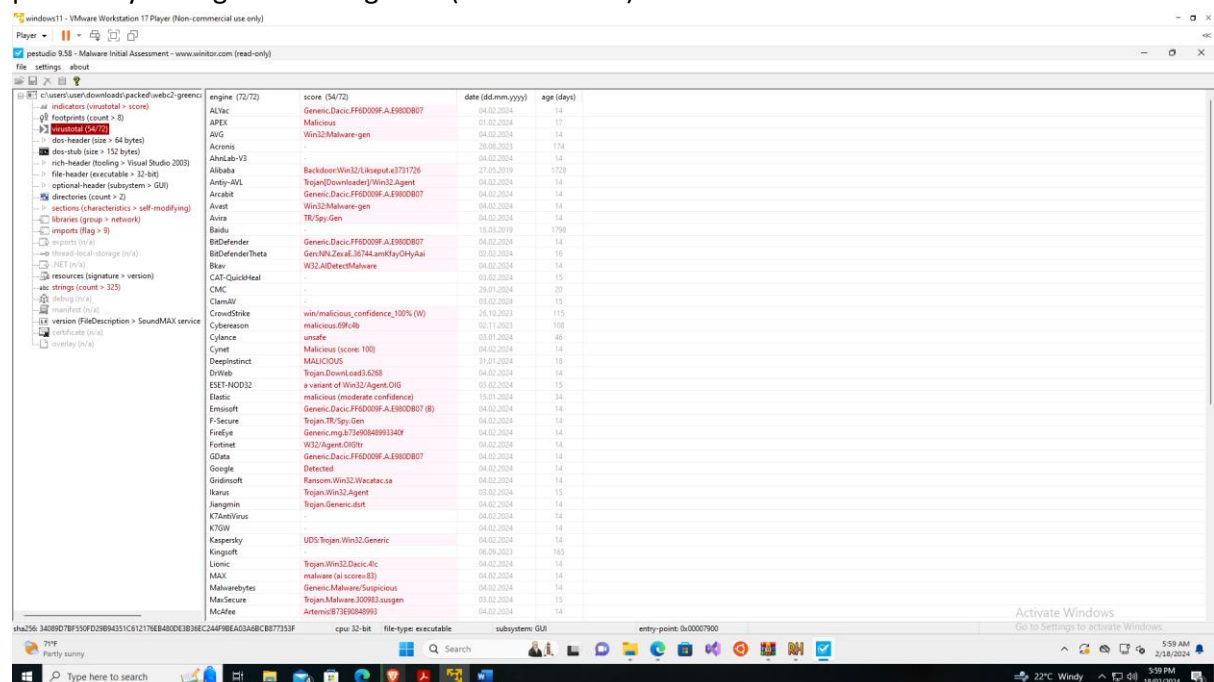 windows11 - VMware Workstation 17 Player (Non-commercial use only)
Player
pestudio 9.58 - Malware Initial Assessment - www.winitor.com (read-only)
file settings about
c:\users\user\downloads\packed\webc2-greenca
indicators (virustotal > score)
footprints (count > 8)
virustotal (54/72)
dos-header (size > 64 bytes)
dos-stub (size > 152 bytes)
rich-header (tooling > Visual Studio 2003)
file-header (executable > 32-bit)
optional-header (subsystem > GUI)
directories (count > 2)
sections (characteristics > self-modifying)
libraries (group > network)
imports (flag > 9)
exports (n/a)
thread-local-storage (n/a)
.NET (n/a)
resources (signature > version)
abc strings (count > 325)
debug (n/a)
manifest (n/a)
version (FileDescription > SoundMAX service
certificate (n/a)
overlay (n/a)
engine (72/72) score (54/72) date (dd.mm.yyyy) age (days)
ALYac Generic.Dacic.FF6D009F.A.E980DB07 04.02.2024 14
APEX Malicious 01.02.2024 17
AVG Win32:Malware-gen 04.02.2024 14
Acronis - 28.08.2023 174
AhnLab-V3 - 04.02.2024 14
Alibaba Backdoor:Win32/Likseput.e3731726 27.05.2019 1728
Antiy-AVL Trojan[Downloader]/Win32.Agent 04.02.2024 14
Arcabit Generic.Dacic.FF6D009F.A.E980DB07 04.02.2024 14
Avast Win32:Malware-gen 04.02.2024 14
Avira TR/Spy.Gen 04.02.2024 14
Baidu - 18.03.2019 1798
BitDefender Generic.Dacic.FF6D009F.A.E980DB07 04.02.2024 14
BitDefenderTheta Gen:NN.ZexaE.36744.amKfayOHyAai 02.02.2024 16
Bkav W32.AIDetectMalware 04.02.2024 14
CAT-QuickHeal - 03.02.2024 15
CMC - 29.01.2024 20
ClamAV - 03.02.2024 15
CrowdStrike win/malicious_confidence_100% (W) 26.10.2023 115
Cybereason malicious.69fc4b 02.11.2023 108
Cylance unsafe 03.01.2024 46
Cynet Malicious (score: 100) 04.02.2024 14
DeepInstinct MALICIOUS 31.01.2024 18
DrWeb Trojan.DownLoad3.6268 04.02.2024 14
ESET-NOD32 a variant of Win32/Agent.OIG 03.02.2024 15
Elastic malicious (moderate confidence) 15.01.2024 34
Emsisoft Generic.Dacic.FF6D009F.A.E980DB07 (B) 04.02.2024 14
F-Secure Trojan.TR/Spy.Gen 04.02.2024 14
FireEye Generic.mg.b73e90848993340f 04.02.2024 14
Fortinet W32/Agent.OIG!tr 04.02.2024 14
GData Generic.Dacic.FF6D009F.A.E980DB07 04.02.2024 14
Google Detected 04.02.2024 14
Gridinsoft Ransom.Win32.Wacatac.sa 04.02.2024 14
Ikarus Trojan.Win32.Agent 03.02.2024 15
Jiangmin Trojan.Generic.dsrt 04.02.2024 14
K7AntiVirus - 04.02.2024 14
K7GW - 04.02.2024 14
Kaspersky UDS:Trojan.Win32.Generic 04.02.2024 14
Kingsoft - 06.09.2023 165
Lionic Trojan.Win32.Dacic.4!c 04.02.2024 14
MAX malware (ai score=83) 04.02.2024 14
Malwarebytes Generic.Malware/Suspicious 04.02.2024 14
MaxSecure Trojan.Malware.300983.susgen 03.02.2024 15
McAfee Artemis!B73E90848993 04.02.2024 14
Activate Windows
Go to Settings to activate Windows.
sha256: 34089D7BF550FD29B94351C612176EB480DE3B36EC244F9BEA03A6BCB877353F cpu: 32-bit file-type: executable subsystem: GUI entry-point: 0x00007900
71°F
Partly sunny
Search
5:59 AM
2/18/2024
Type here to search
22°C Windy
5:59 PM
18/02/2024